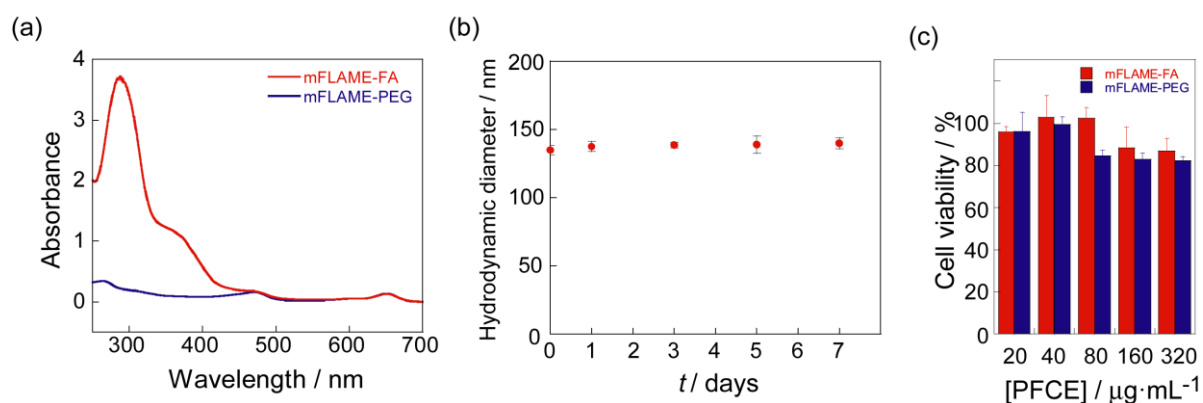 (a)
Absorbance
4
3
2
1
0
mFLAME-FA
mFLAME-PEG
300 400 500 600 700
Wavelength / nm
(b)
Hydrodynamic diameter / nm
200
150
100
50
0
0 1 2 3 4 5 6 7
t / days
(c)
Cell viability / %
100
80
60
40
20
0
mFLAME-FA
mFLAME-PEG
20 40 80 160 320
[PFCE] / μg·mL⁻¹